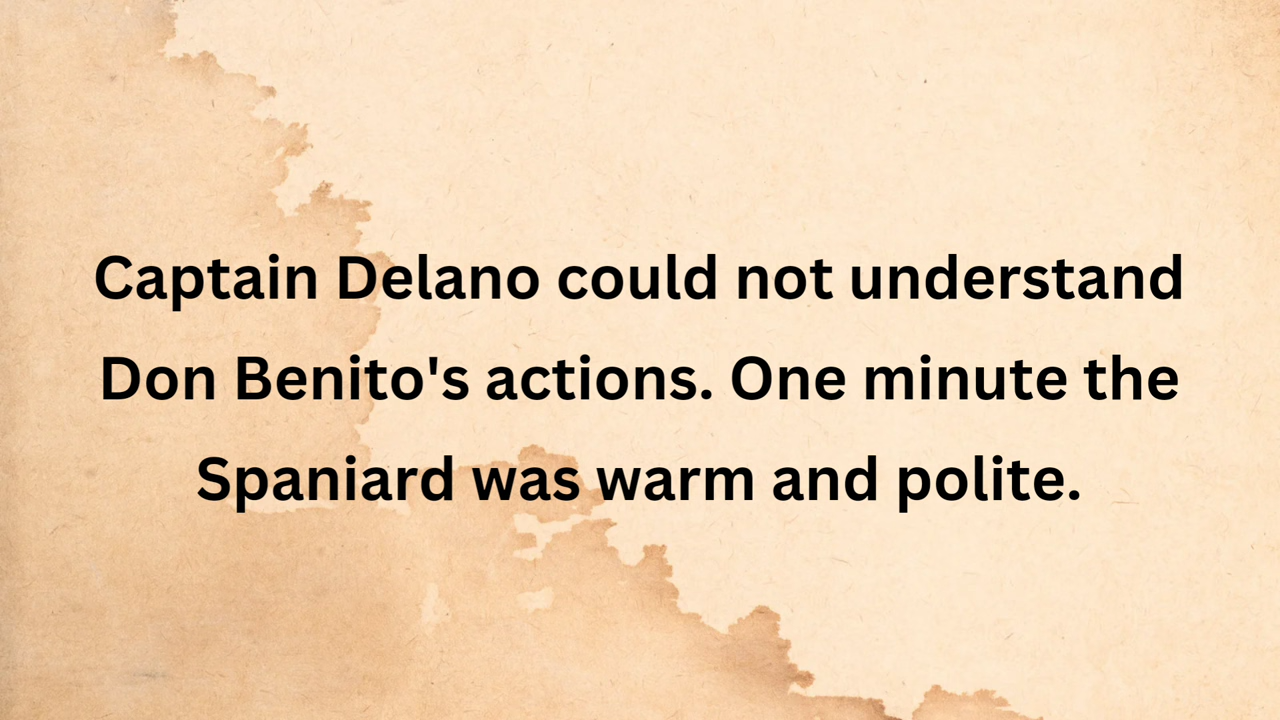 Captain Delano could not understand
Don Benito's actions. One minute the
Spaniard was warm and polite.